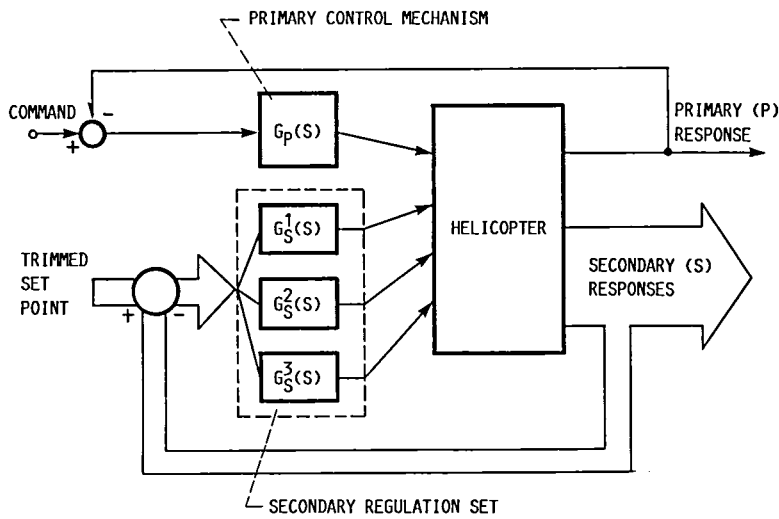 PRIMARY CONTROL MECHANISM
COMMAND
-
+
G_P(S)
PRIMARY (P)
RESPONSE
G_S^1(S)
HELICOPTER
TRIMMED
SET
POINT
+
-
G_S^2(S)
SECONDARY (S)
RESPONSES
G_S^3(S)
SECONDARY REGULATION SET